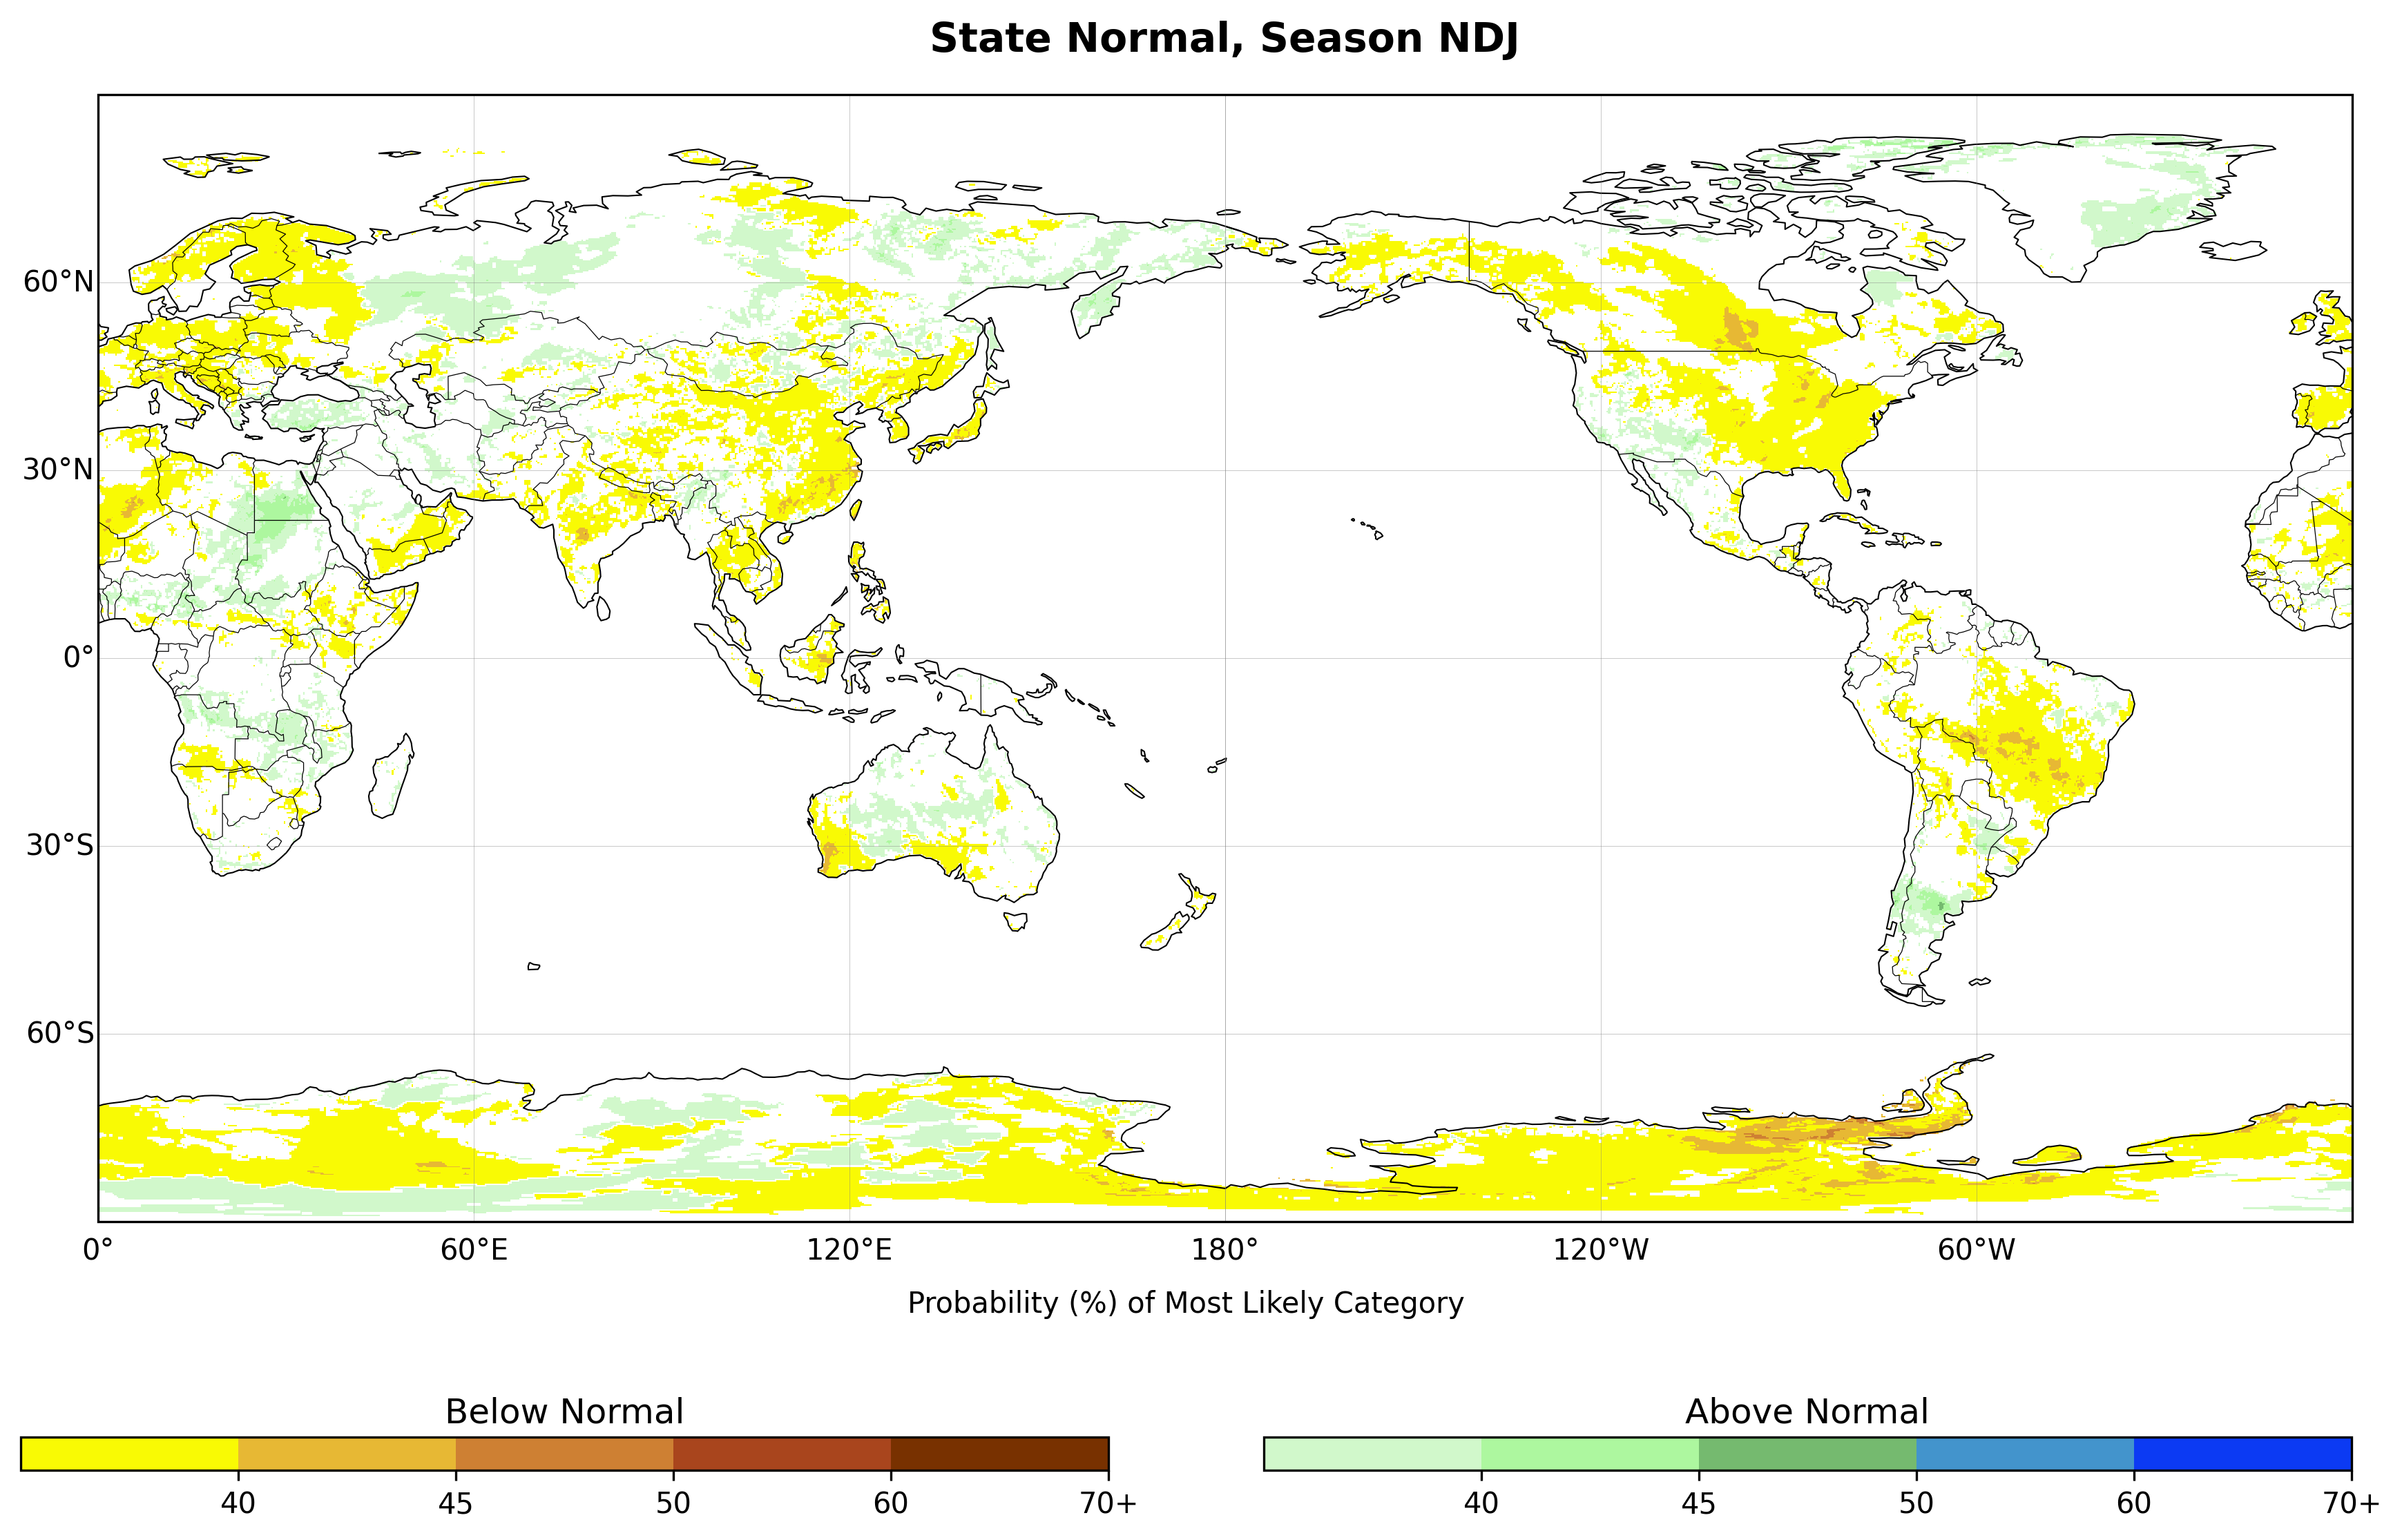 State Normal, Season NDJ
60°N
30°N
0°
30°S
60°S
0° 60°E 120°E 180° 120°W 60°W
Probability (%) of Most Likely Category
Below Normal
40 45 50 60 70+
Above Normal
40 45 50 60 70+